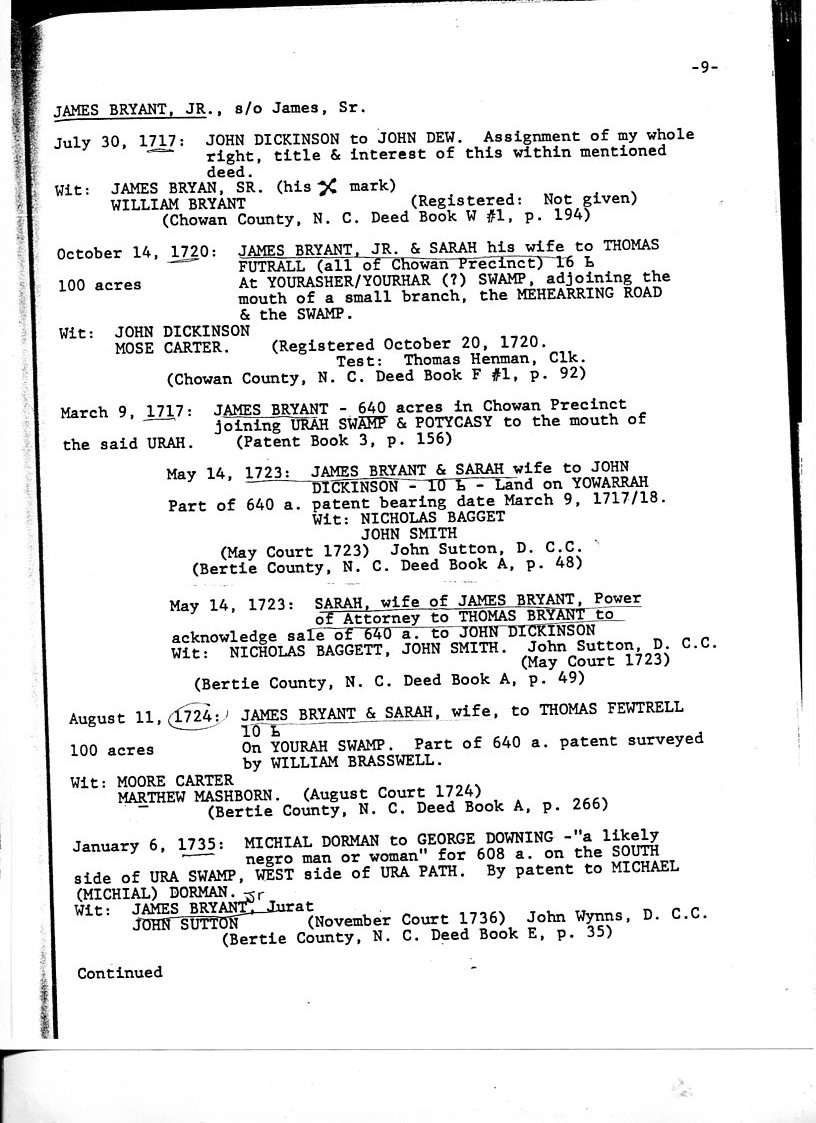 -9-
JAMES BRYANT, JR., s/o James, Sr.
July 30, 1717: JOHN DICKINSON to JOHN DEW. Assignment of my whole
right, title & interest of this within mentioned
deed.
Wit: JAMES BRYAN, SR. (his X mark)
WILLIAM BRYANT (Registered: Not given)
(Chowan County, N. C. Deed Book W #1, p. 194)
October 14, 1720: JAMES BRYANT, JR. & SARAH his wife to THOMAS
FUTRALL (all of Chowan Precinct) 16 L
100 acres At YOURASHER/YOURHAR (?) SWAMP, adjoining the
mouth of a small branch, the MEHEARRING ROAD
& the SWAMP.
Wit: JOHN DICKINSON
MOSE CARTER. (Registered October 20, 1720.
Test: Thomas Henman, Clk.
(Chowan County, N. C. Deed Book F #1, p. 92)
March 9, 1717: JAMES BRYANT - 640 acres in Chowan Precinct
joining URAH SWAMP & POTYCASY to the mouth of
the said URAH. (Patent Book 3, p. 156)
May 14, 1723: JAMES BRYANT & SARAH wife to JOHN
DICKINSON - 10 L - Land on YOWARRAH
Part of 640 a. patent bearing date March 9, 1717/18.
Wit: NICHOLAS BAGGET
JOHN SMITH
(May Court 1723) John Sutton, D. C.C.
(Bertie County, N. C. Deed Book A, p. 48)
May 14, 1723: SARAH, wife of JAMES BRYANT, Power
of Attorney to THOMAS BRYANT to
acknowledge sale of 640 a. to JOHN DICKINSON
Wit: NICHOLAS BAGGETT, JOHN SMITH. John Sutton, D. C.C.
(May Court 1723)
(Bertie County, N. C. Deed Book A, p. 49)
August 11, 1724: JAMES BRYANT & SARAH, wife, to THOMAS FEWTRELL
10 L
100 acres On YOURAH SWAMP. Part of 640 a. patent surveyed
by WILLIAM BRASSWELL.
Wit: MOORE CARTER
MARTHEW MASHBORN. (August Court 1724)
(Bertie County, N. C. Deed Book A, p. 266)
January 6, 1735: MICHIAL DORMAN to GEORGE DOWNING -"a likely
negro man or woman" for 608 a. on the SOUTH
side of URA SWAMP, WEST side of URA PATH. By patent to MICHAEL
(MICHIAL) DORMAN.
Jr
Wit: JAMES BRYANT, Jurat
JOHN SUTTON (November Court 1736) John Wynns, D. C.C.
(Bertie County, N. C. Deed Book E, p. 35)
Continued